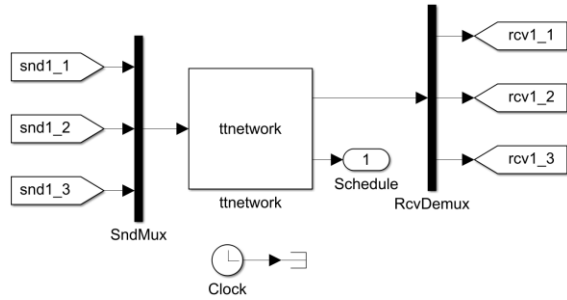 snd1_1
snd1_2
snd1_3
SndMux
ttnetwork
ttnetwork
1
Schedule
rcv1_1
rcv1_2
rcv1_3
RcvDemux
Clock